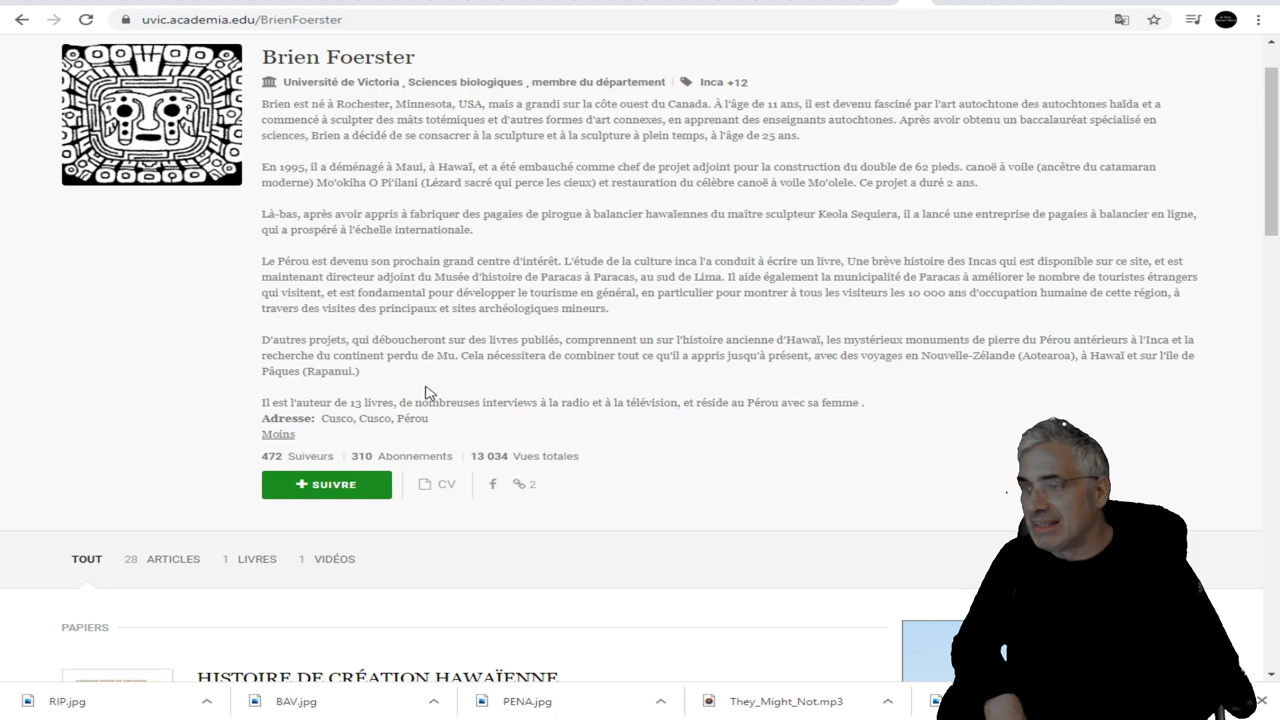 uvic.academia.edu/BrienFoerster
Brien Foerster
Université de Victoria , Sciences biologiques , membre du département Inca +12
Brien est né à Rochester, Minnesota, USA, mais a grandi sur la côte ouest du Canada. À l'âge de 11 ans, il est devenu fasciné par l'art autochtone des autochtones haïda et a
commencé à sculpter des mâts totémiques et d'autres formes d'art connexes, en apprenant des enseignants autochtones. Après avoir obtenu un baccalauréat spécialisé en
sciences, Brien a décidé de se consacrer à la sculpture et à la sculpture à plein temps, à l'âge de 25 ans.
En 1995, il a déménagé à Maui, à Hawaï, et a été embauché comme chef de projet adjoint pour la construction du double de 62 pieds. canoë à voile (ancêtre du catamaran
moderne) Mo'okiha O Pi'ilani (Lézard sacré qui perce les cieux) et restauration du célèbre canoë à voile Mo'olele. Ce projet a duré 2 ans.
Là-bas, après avoir appris à fabriquer des pagaies de pirogue à balancier hawaïennes du maître sculpteur Keola Sequiera, il a lancé une entreprise de pagaies à balancier en ligne,
qui a prospéré à l'échelle internationale.
Le Pérou est devenu son prochain grand centre d'intérêt. L'étude de la culture inca l'a conduit à écrire un livre, Une brève histoire des Incas qui est disponible sur ce site, et est
maintenant directeur adjoint du Musée d'histoire de Paracas à Paracas, au sud de Lima. Il aide également la municipalité de Paracas à améliorer le nombre de touristes étrangers
qui visitent, et est fondamental pour développer le tourisme en général, en particulier pour montrer à tous les visiteurs les 10 000 ans d'occupation humaine de cette région, à
travers des visites des principaux et sites archéologiques mineurs.
D'autres projets, qui déboucheront sur des livres publiés, comprennent un sur l'histoire ancienne d'Hawaï, les mystérieux monuments de pierre du Pérou antérieurs à l'Inca et la
recherche du continent perdu de Mu. Cela nécessitera de combiner tout ce qu'il a appris jusqu'à présent, avec des voyages en Nouvelle-Zélande (Aotearoa), à Hawaï et sur l'île de
Pâques (Rapanui.)
Il est l'auteur de 13 livres, de nombreuses interviews à la radio et à la télévision, et réside au Pérou avec sa femme .
Adresse: Cusco, Cusco, Pérou
Moins
472 Suiveurs 310 Abonnements 13 034 Vues totales
+ SUIVRE CV 2
TOUT 28 ARTICLES 1 LIVRES 1 VIDÉOS
PAPIERS
HISTOIRE DE CRÉATION HAWAÏENNE
RIP.jpg BAV.jpg PENA.jpg They_Might_Not.mp3